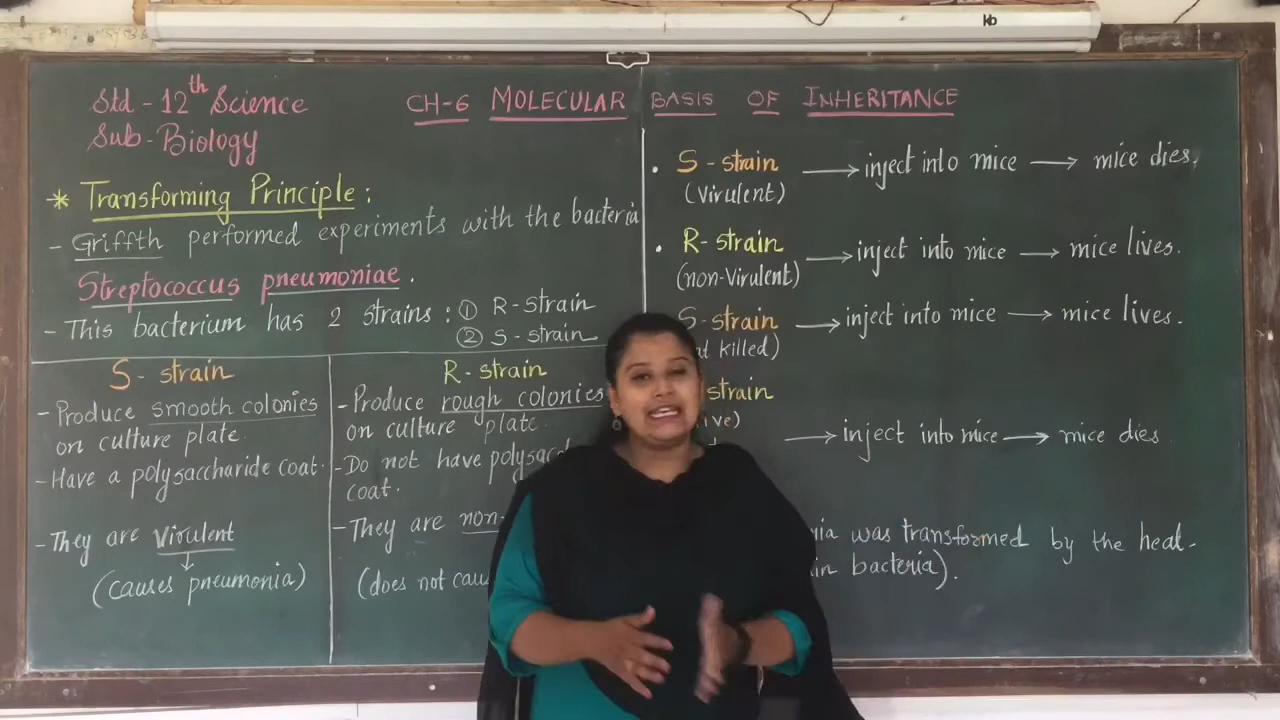 kb
Std - 12th Science
Sub - Biology
CH-6 MOLECULAR BASIS OF INHERITANCE
* Transforming Principle :
- Griffth performed experiments with the bacteria
Streptococcus pneumoniae .
- This bacterium has 2 strains : ① R-strain
② S-strain
S - strain
- Produce smooth colonies
on culture plate.
- Have a polysaccharide coat.
- They are virulent
(causes pneumonia)
R-strain
- Produce rough colonies
on culture plate.
- Do not have polysac
coat.
- They are non-
(does not cau
• S - strain → inject into mice → mice dies.
(Virulent)
• R-strain → inject into mice → mice lives.
(non-Virulent)
S-strain → inject into mice → mice lives.
killed)
strain
ive)
→ inject into mice → mice dies
nia was transformed by the heat-
in bacteria).